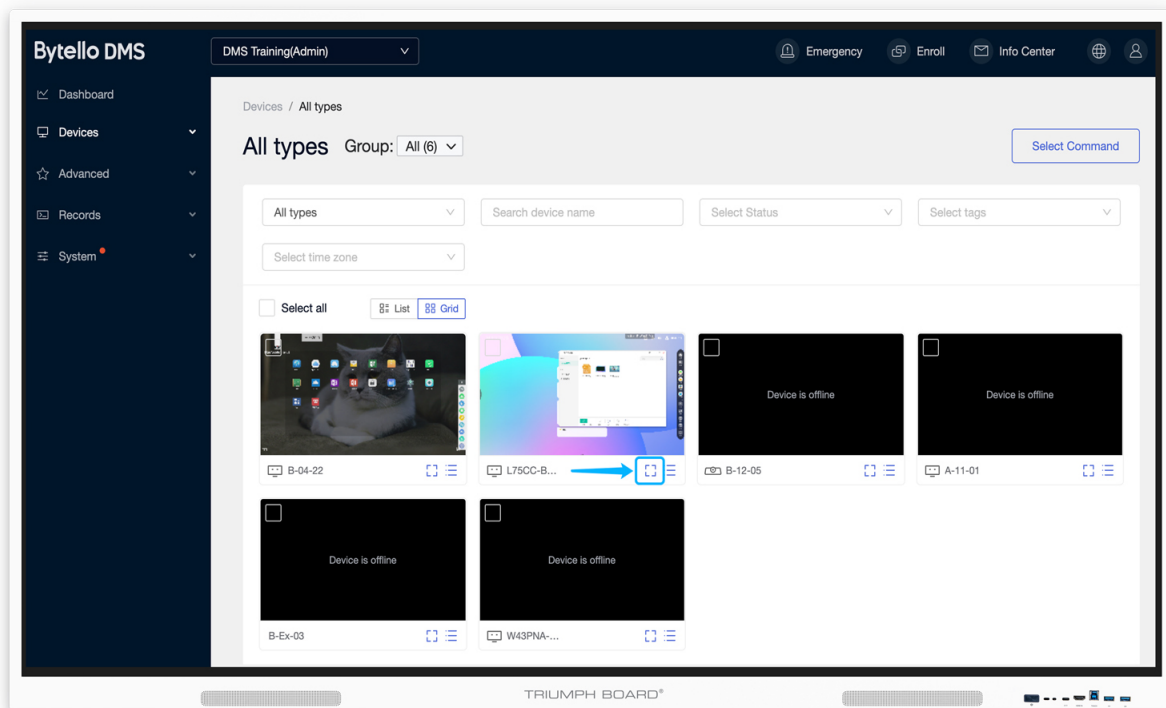 Bytello DMS
DMS Training(Admin)
Emergency
Enroll
Info Center
Dashboard
Devices
Advanced
Records
System
Devices / All types
All types Group: All (6)
Select Command
All types
Search device name
Select Status
Select tags
Select time zone
Select all
List
Grid
Device is offline
Device is offline
B-04-22
L75CC-B...
B-12-05
A-11-01
Device is offline
Device is offline
B-Ex-03
W43PNA-...
TRIUMPH BOARD®